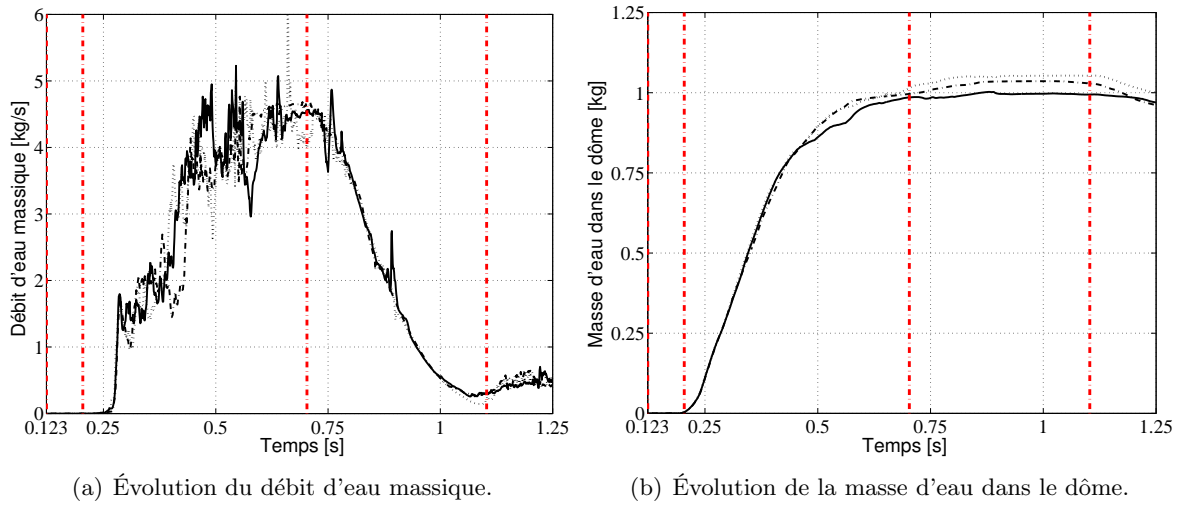 6
5
4
3
2
1
0
Débit d'eau massique [kg/s]
0.123 0.25 0.5 0.75 1 1.25
Temps [s]
(a) Évolution du débit d'eau massique.
1.25
1
0.75
0.5
0.25
0
Masse d'eau dans le dôme [kg]
0.123 0.25 0.5 0.75 1 1.25
Temps [s]
(b) Évolution de la masse d'eau dans le dôme.